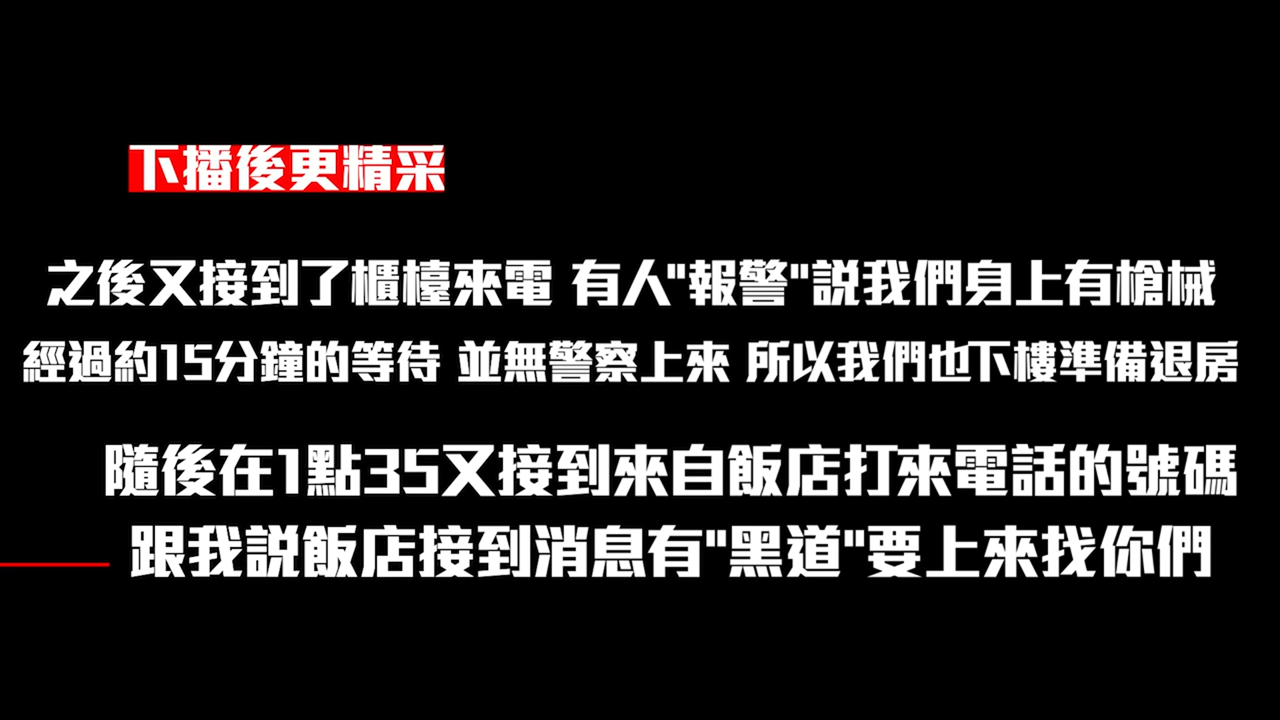 下播後更精采
之後又接到了櫃檯來電 有人"報警"說我們身上有槍械
經過約15分鐘的等待 並無警察上來 所以我們也下樓準備退房
隨後在1點35又接到來自飯店打來電話的號碼
跟我說飯店接到消息有"黑道"要上來找你們